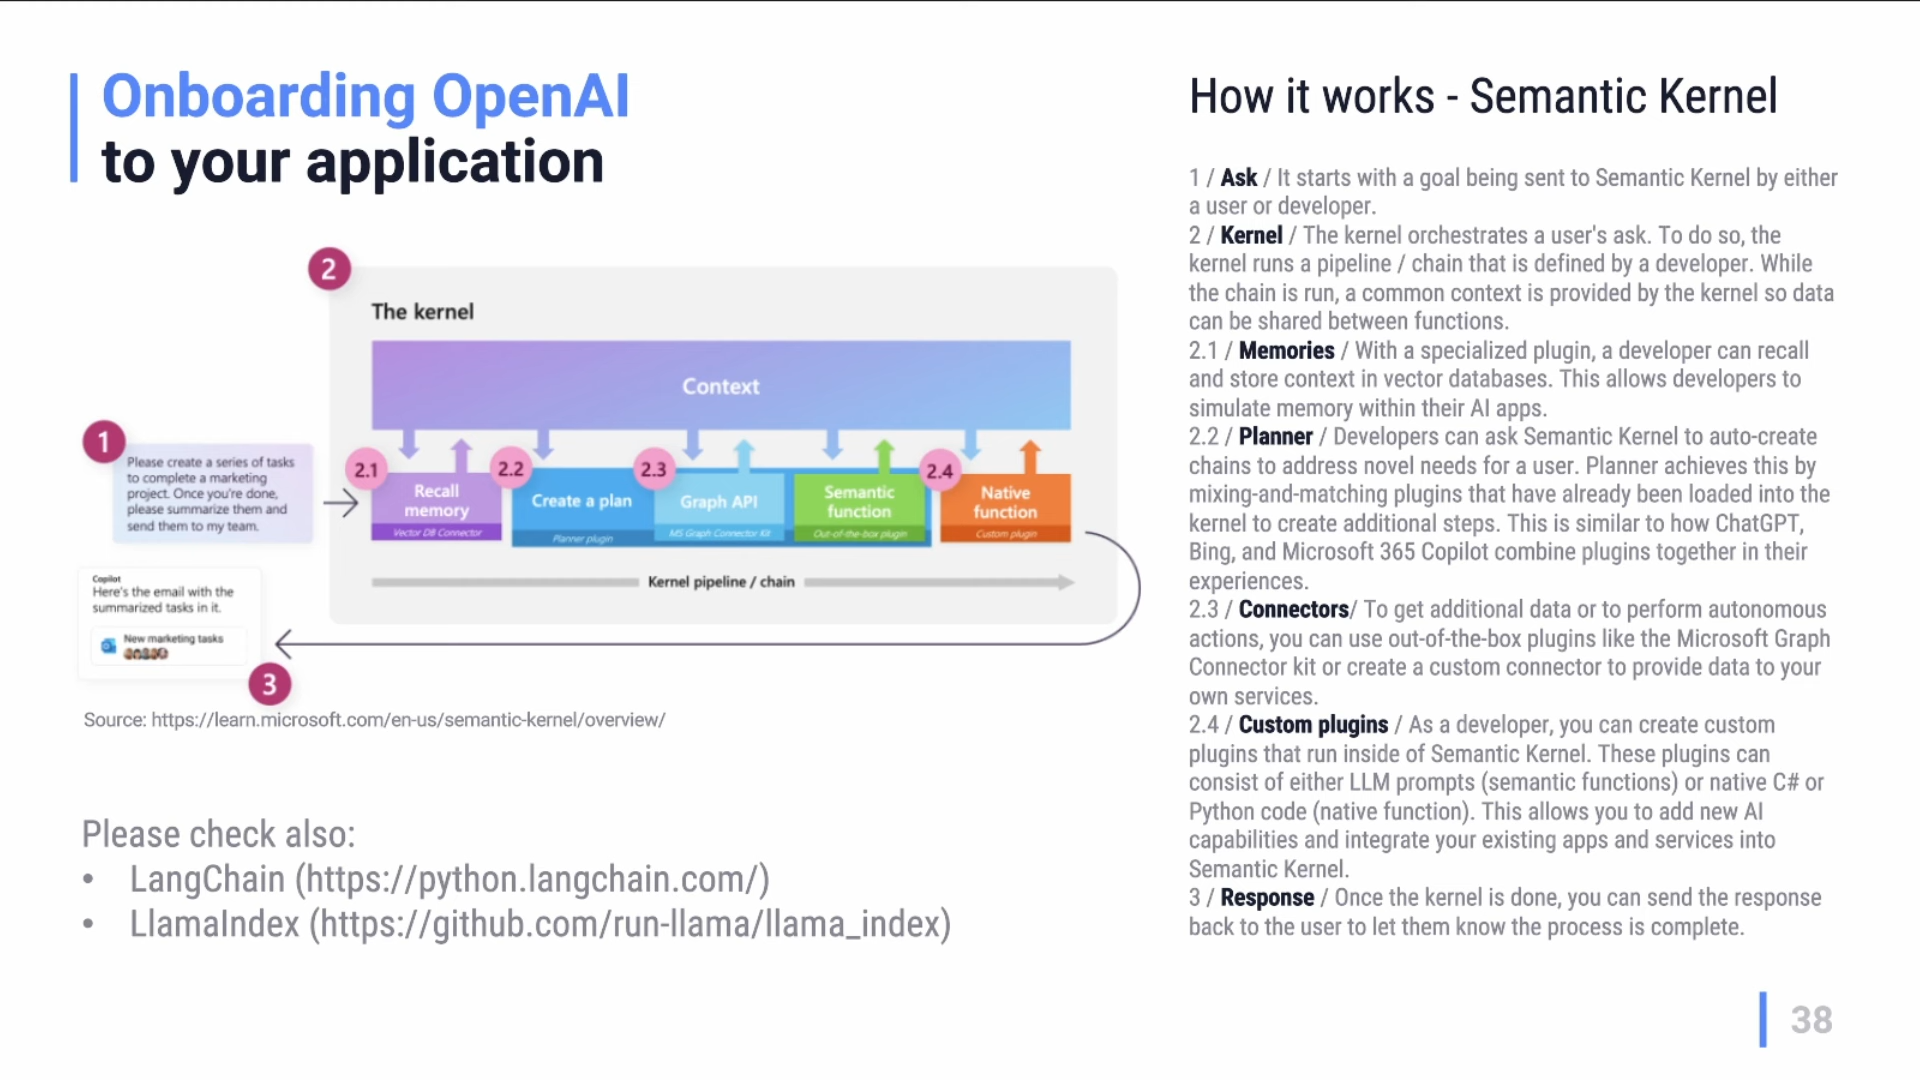 Onboarding OpenAI
to your application
2
The kernel
Context
1
Please create a series of tasks
to complete a marketing
project. Once you're done,
please summarize them and
send them to my team.
2.1
Recall
memory
Vector DB Connector
2.2
Create a plan
Planner plugin
2.3
Graph API
MS Graph Connector Kit
Semantic
function
Out-of-the-box plugin
2.4
Native
function
Custom plugin
Kernel pipeline / chain
Copilot
Here's the email with the
summarized tasks in it.
New marketing tasks
3
Source: https://learn.microsoft.com/en-us/semantic-kernel/overview/
Please check also:
• LangChain (https://python.langchain.com/)
• LlamaIndex (https://github.com/run-llama/llama_index)
How it works - Semantic Kernel
1 / Ask / It starts with a goal being sent to Semantic Kernel by either
a user or developer.
2 / Kernel / The kernel orchestrates a user's ask. To do so, the
kernel runs a pipeline / chain that is defined by a developer. While
the chain is run, a common context is provided by the kernel so data
can be shared between functions.
2.1 / Memories / With a specialized plugin, a developer can recall
and store context in vector databases. This allows developers to
simulate memory within their AI apps.
2.2 / Planner / Developers can ask Semantic Kernel to auto-create
chains to address novel needs for a user. Planner achieves this by
mixing-and-matching plugins that have already been loaded into the
kernel to create additional steps. This is similar to how ChatGPT,
Bing, and Microsoft 365 Copilot combine plugins together in their
experiences.
2.3 / Connectors/ To get additional data or to perform autonomous
actions, you can use out-of-the-box plugins like the Microsoft Graph
Connector kit or create a custom connector to provide data to your
own services.
2.4 / Custom plugins / As a developer, you can create custom
plugins that run inside of Semantic Kernel. These plugins can
consist of either LLM prompts (semantic functions) or native C# or
Python code (native function). This allows you to add new AI
capabilities and integrate your existing apps and services into
Semantic Kernel.
3 / Response / Once the kernel is done, you can send the response
back to the user to let them know the process is complete.
38